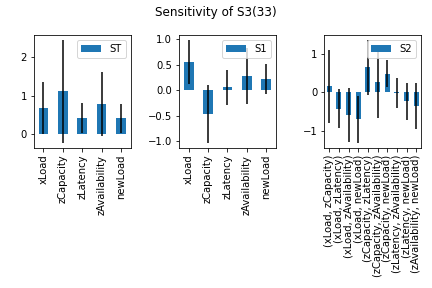 Sensitivity of S3(33)
ST
2
1
0
xLoad
zCapacity
zLatency
zAvailability
newLoad
S1
1.0
0.5
0.0
−0.5
−1.0
xLoad
zCapacity
zLatency
zAvailability
newLoad
S2
1
0
−1
(xLoad, zCapacity)
(xLoad, zLatency)
(xLoad, zAvailability)
(xLoad, newLoad)
(zCapacity, zLatency)
(zCapacity, zAvailability)
(zCapacity, newLoad)
(zLatency, zAvailability)
(zLatency, newLoad)
(zAvailability, newLoad)